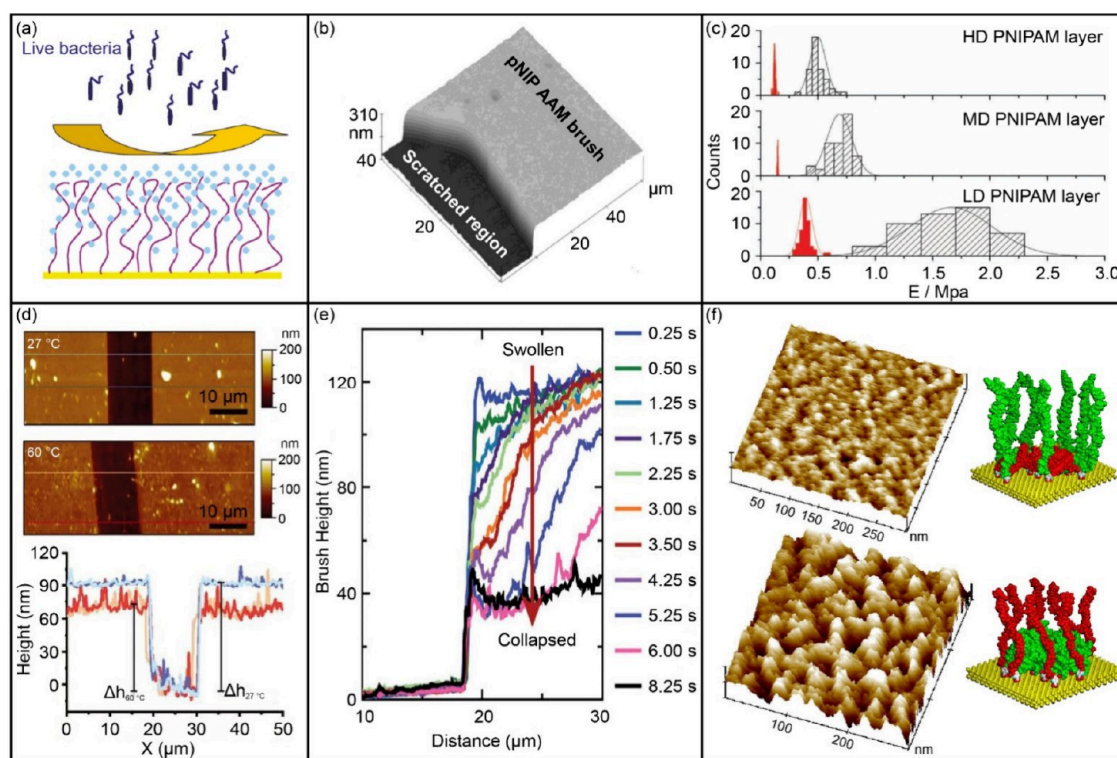 (a)
Live bacteria
(b)
pNIP AAM brush
Scratched region
310
nm
40
20
20
40
µm
(c)
HD PNIPAM layer
MD PNIPAM layer
LD PNIPAM layer
Counts
20
10
0
20
10
0
20
10
0
0.0 0.5 1.0 1.5 2.0 2.5 3.0
E / Mpa
(d)
27 °C
10 µm
nm
200
100
0
60 °C
10 µm
nm
200
100
0
Height (nm)
120
90
60
30
0
Δh60 °C
Δh27 °C
0 10 20 30 40 50
X (µm)
(e)
Brush Height (nm)
120
80
40
0
Swollen
Collapsed
10 20 30
Distance (µm)
0.25 s
0.50 s
1.25 s
1.75 s
2.25 s
3.00 s
3.50 s
4.25 s
5.25 s
6.00 s
8.25 s
(f)
50 100 150 200 250
nm
100 200
nm